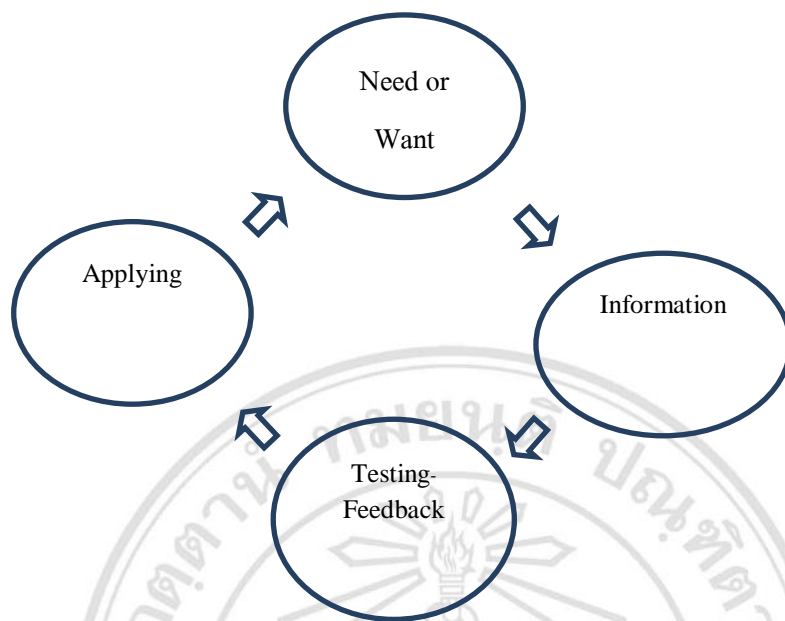 Need or
Want
Applying
Information
Testing-
Feedback